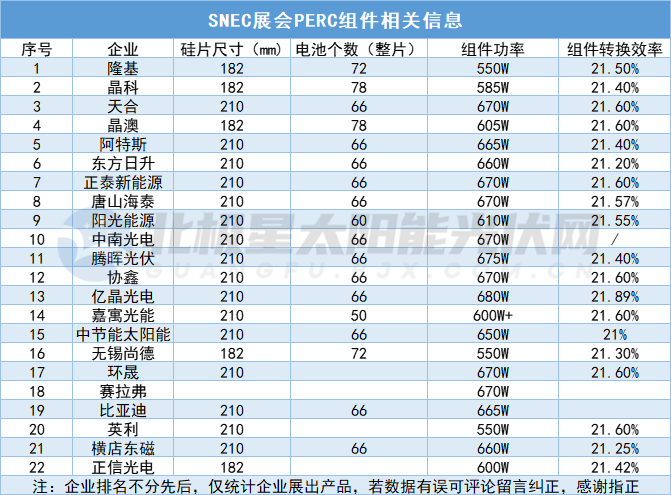 SNEC展会PERC组件相关信息
序号 企业 硅片尺寸（mm） 电池个数（整片） 组件功率 组件转换效率
1 隆基 182 72 550W 21.50%
2 晶科 182 78 585W 21.40%
3 天合 210 66 670W 21.60%
4 晶澳 182 78 605W 21.60%
5 阿特斯 210 66 665W 21.40%
6 东方日升 210 66 660W 21.20%
7 正泰新能源 210 66 670W 21.60%
8 唐山海泰 210 66 670W 21.57%
9 阳光能源 210 60 610W 21.55%
10 中南光电 210 66 670W /
11 腾晖光伏 210 66 675W 21.40%
12 协鑫 210 66 670W 21.60%
13 亿晶光电 210 66 680W 21.89%
14 嘉寓光能 210 50 600W+ 21.60%
15 中节能太阳能 210 66 650W 21%
16 无锡尚德 182 72 550W 21.30%
17 环晟 210 66 670W 21.60%
18 赛拉弗 670W
19 比亚迪 210 66 665W
20 英利 210 550W 21.60%
21 横店东磁 210 66 660W 21.25%
22 正信光电 182 600W 21.42%
注：企业排名不分先后，仅统计企业展出产品，若数据有误可评论留言纠正，感谢指正
北极星太阳能光伏网
GUANGFU.BJX.COM.CN